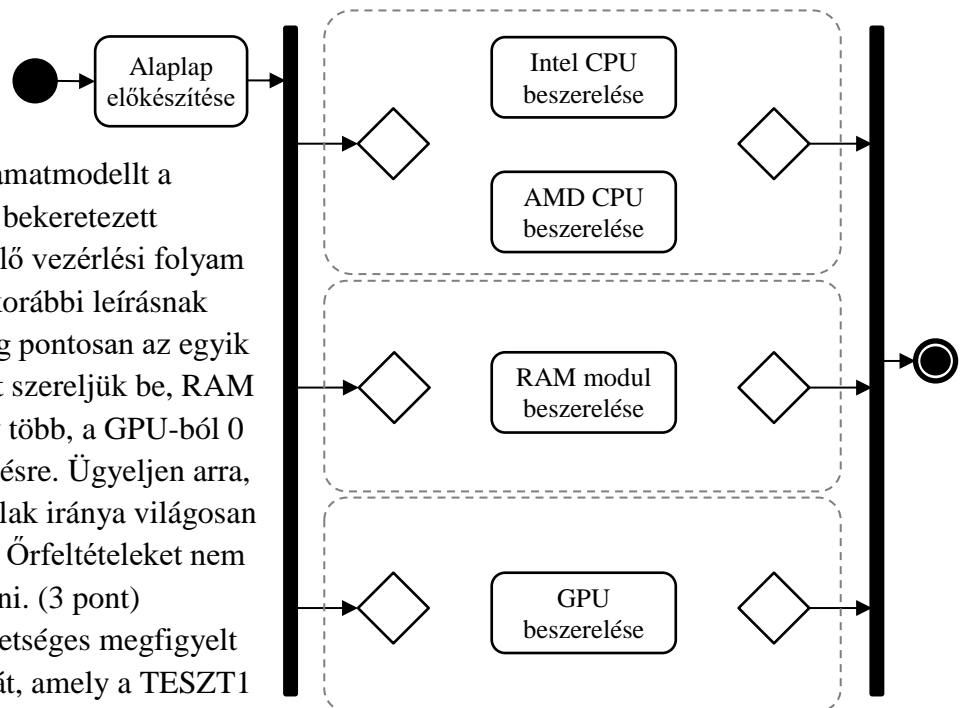 Alaplap
előkészítése
Intel CPU
beszerelése
AMD CPU
beszerelése
RAM modul
beszerelése
GPU
beszerelése
amatmodellt a
bekeretezett
lő vezérlési folyam
korábbi leírásnak
g pontosan az egyik
t szereljük be, RAM
több, a GPU-ból 0
ésre. Ügyeljen arra,
lak iránya világosan
Őrfeltételeket nem
ni. (3 pont)
etséges megfigyelt
át, amely a TESZT1